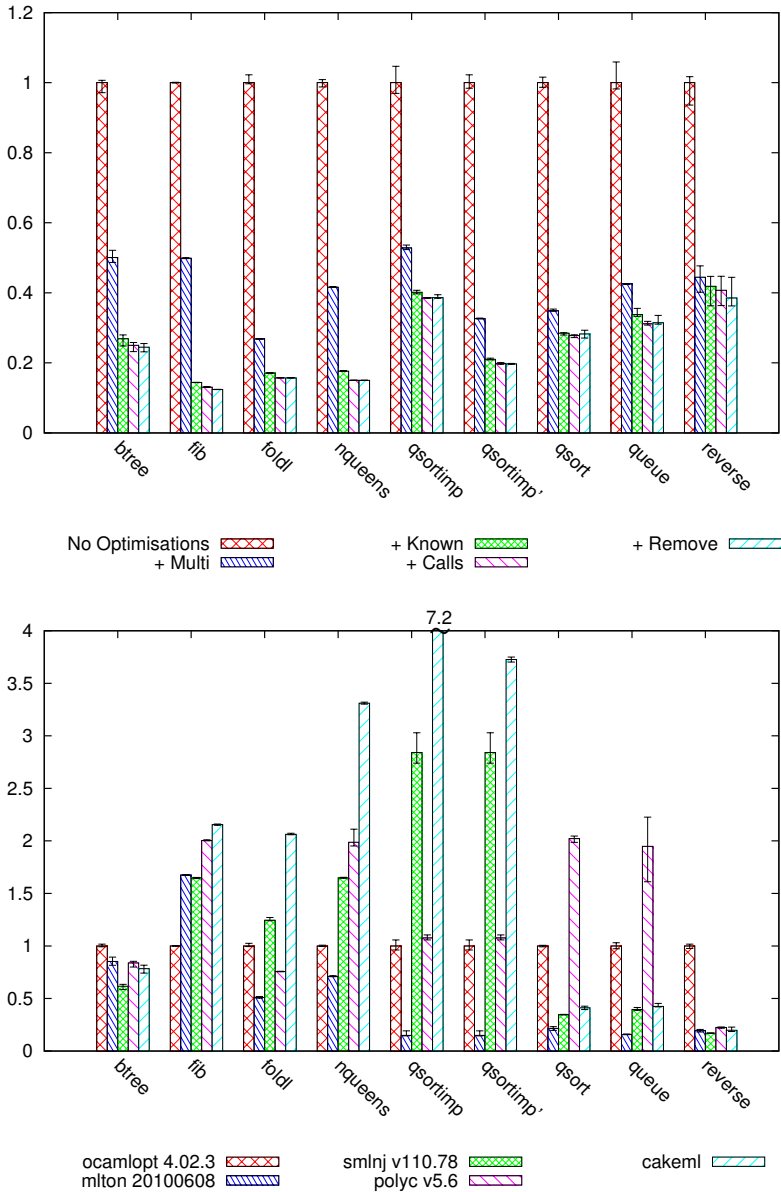 1.2
1
0.8
0.6
0.4
0.2
0
btree fib foldl nqueens qsortimp qsortimp' qsort queue reverse
No Optimisations + Known + Remove
+ Multi + Calls
7.2
4
3.5
3
2.5
2
1.5
1
0.5
0
btree fib foldl nqueens qsortimp qsortimp' qsort queue reverse
ocamlopt 4.02.3 smlnj v110.78 cakeml
mlton 20100608 polyc v5.6